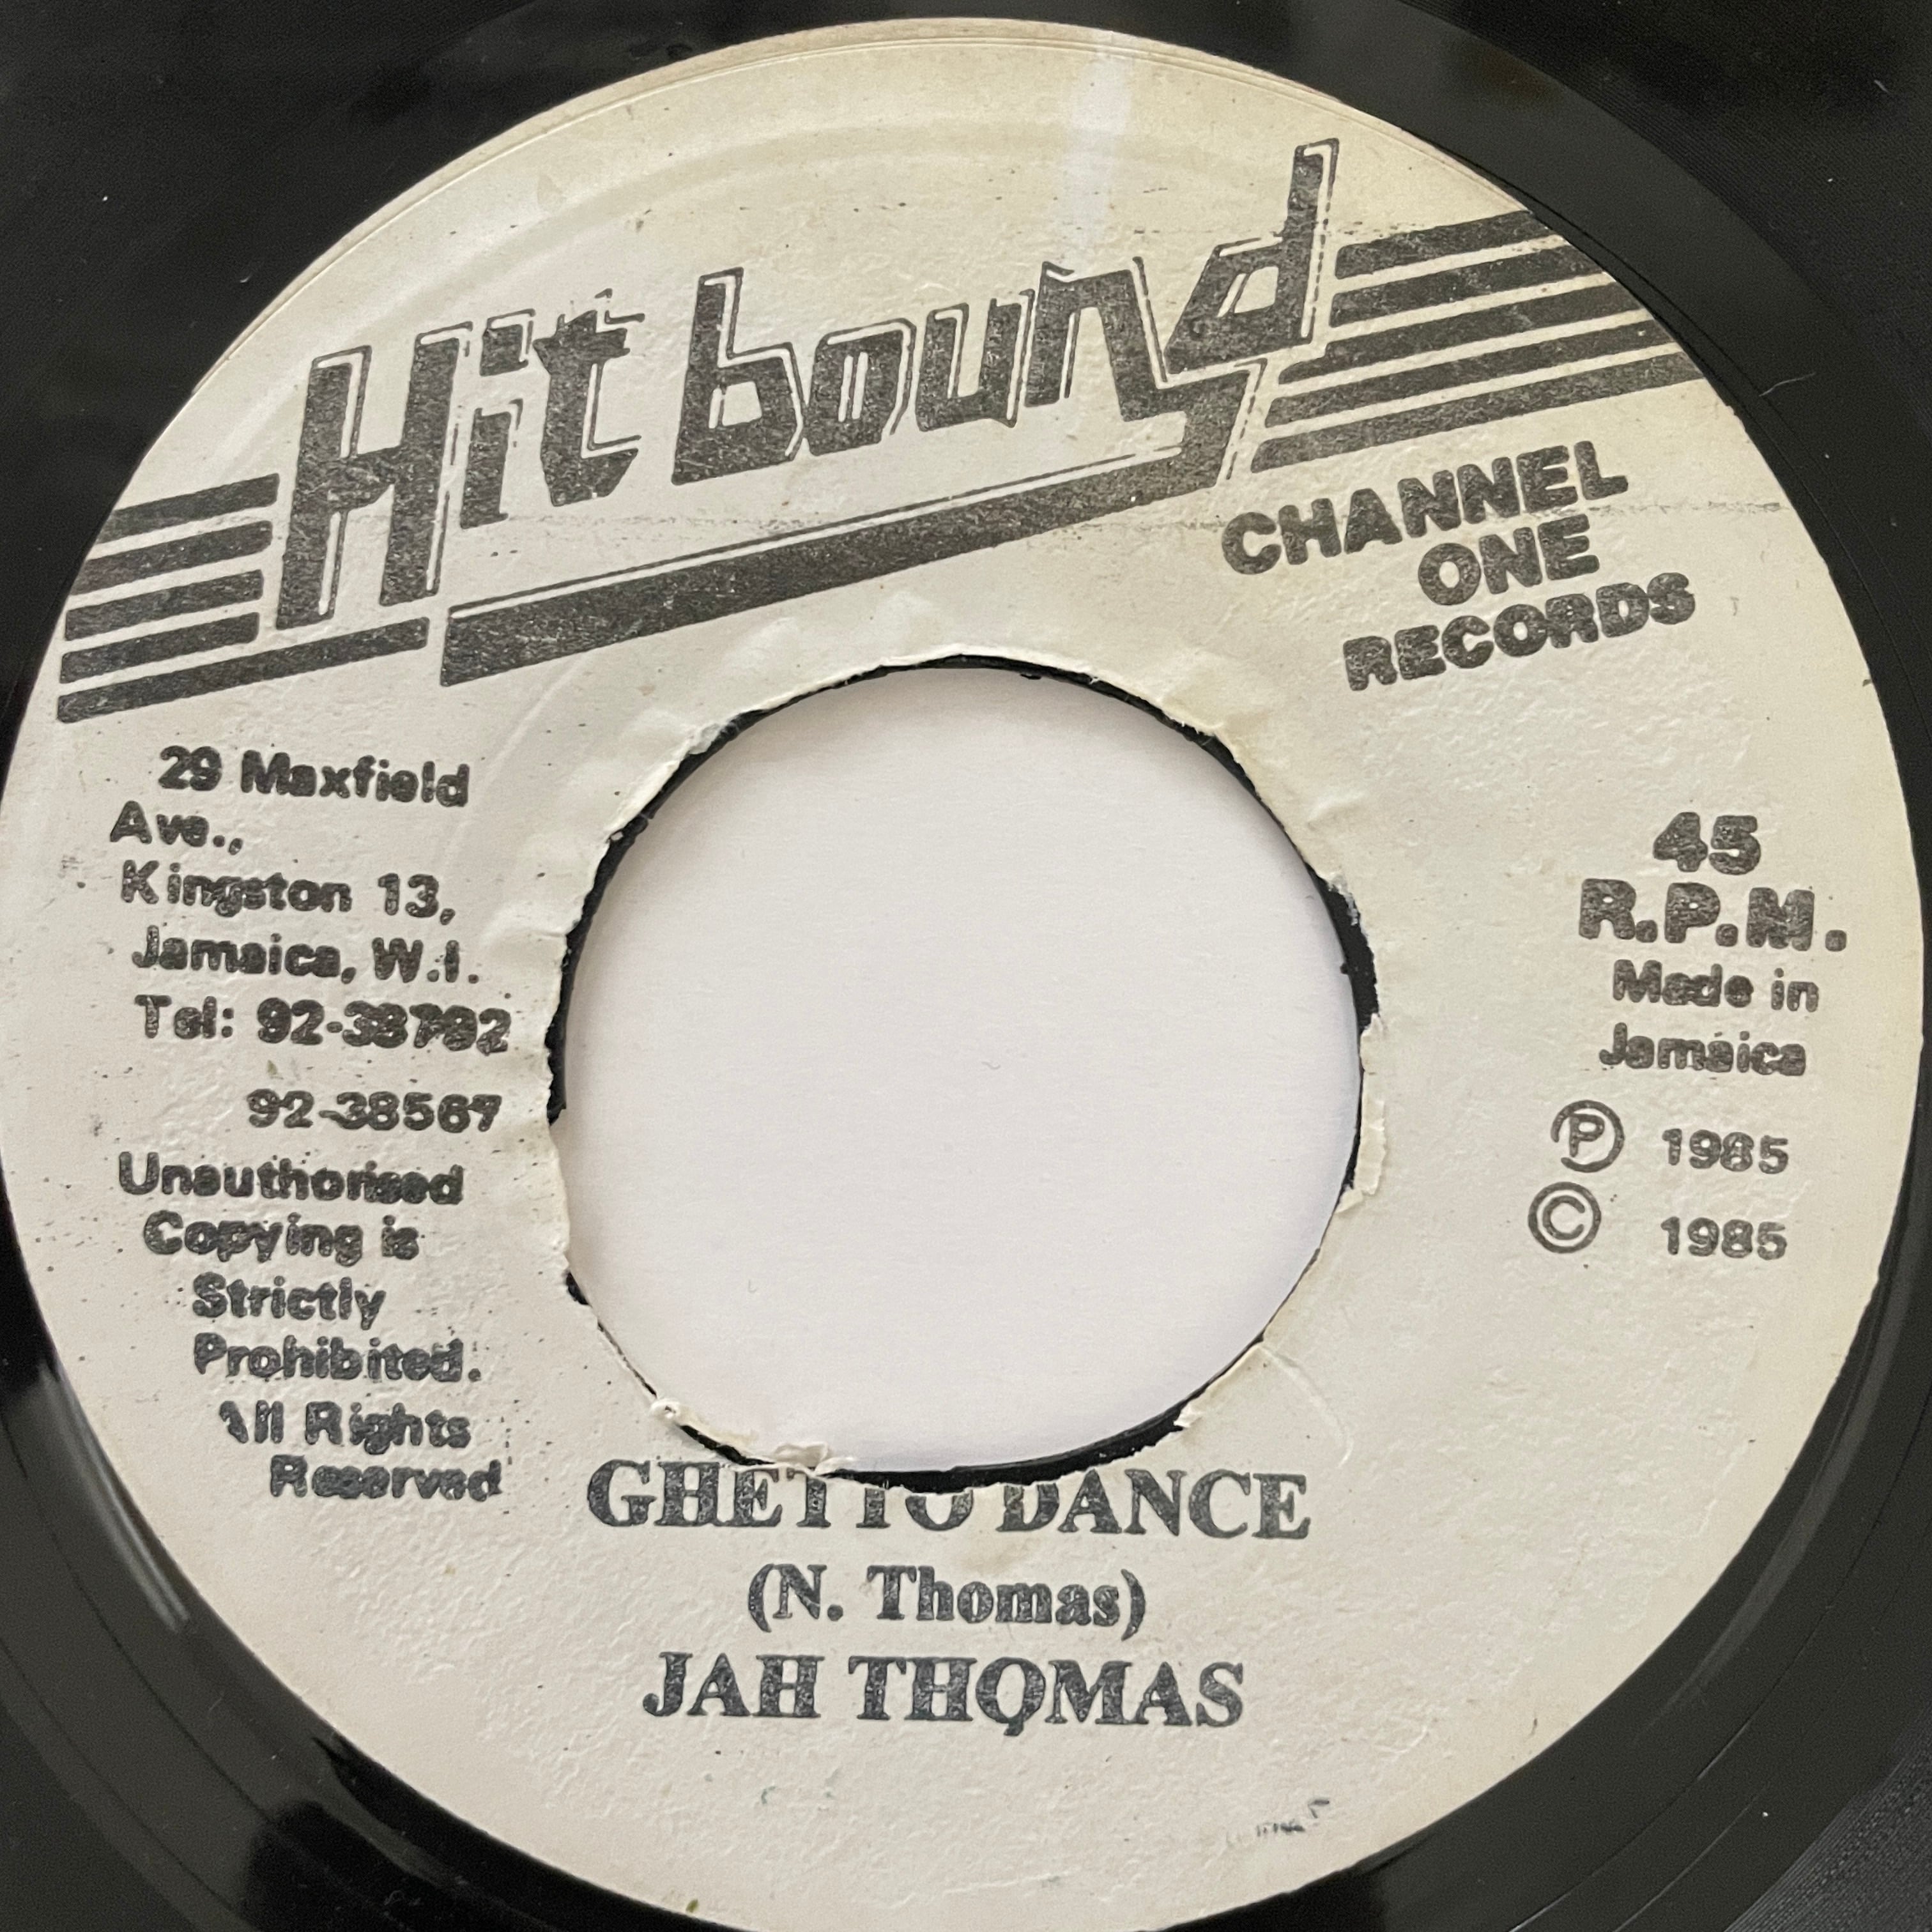 Hit bound
CHANNEL
ONE
RECORDS
29 Maxfield
Ave.,
Kingston 13,
Jamaica, W.I.
Tel: 92-38792
92-38567
Unauthorised
Copying is
Strictly
Prohibited.
All Rights
Reserved
45
R.P.M.
Made in
Jamaica
Ⓟ 1985
© 1985
GHETTO DANCE
(N. Thomas)
JAH THOMAS